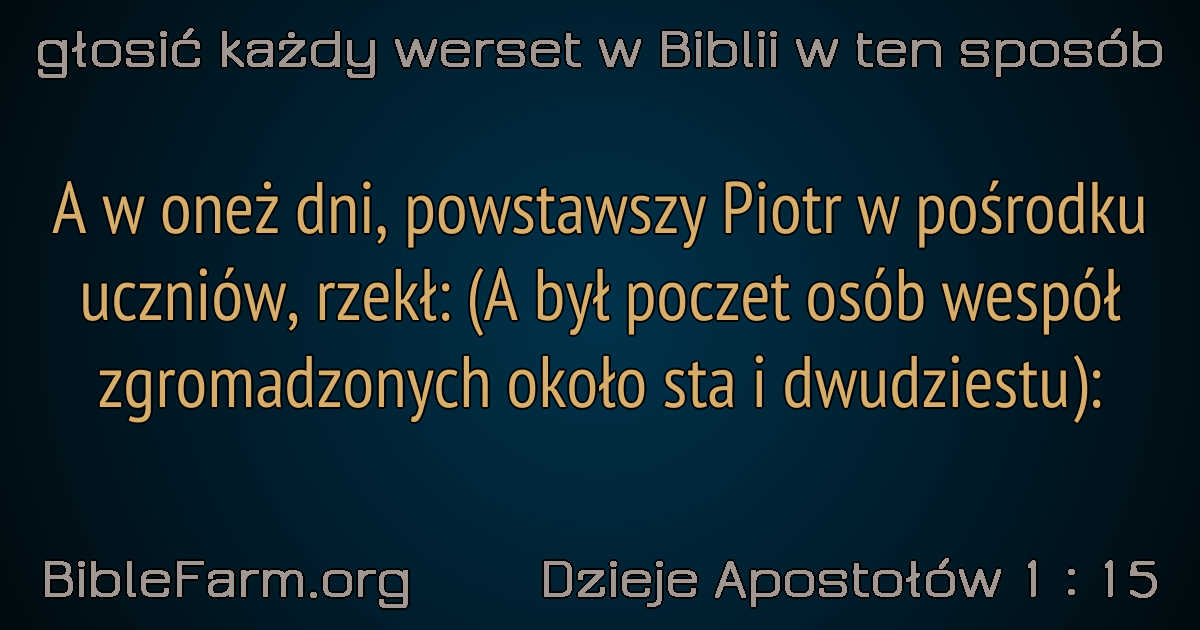 głosić każdy werset w Biblii w ten sposób
A w oneż dni, powstawszy Piotr w pośrodku
uczniów, rzekł: (A był poczet osób wespół
zgromadzonych około sta i dwudziestu):
BibleFarm.org
Dzieje Apostołów 1 : 15